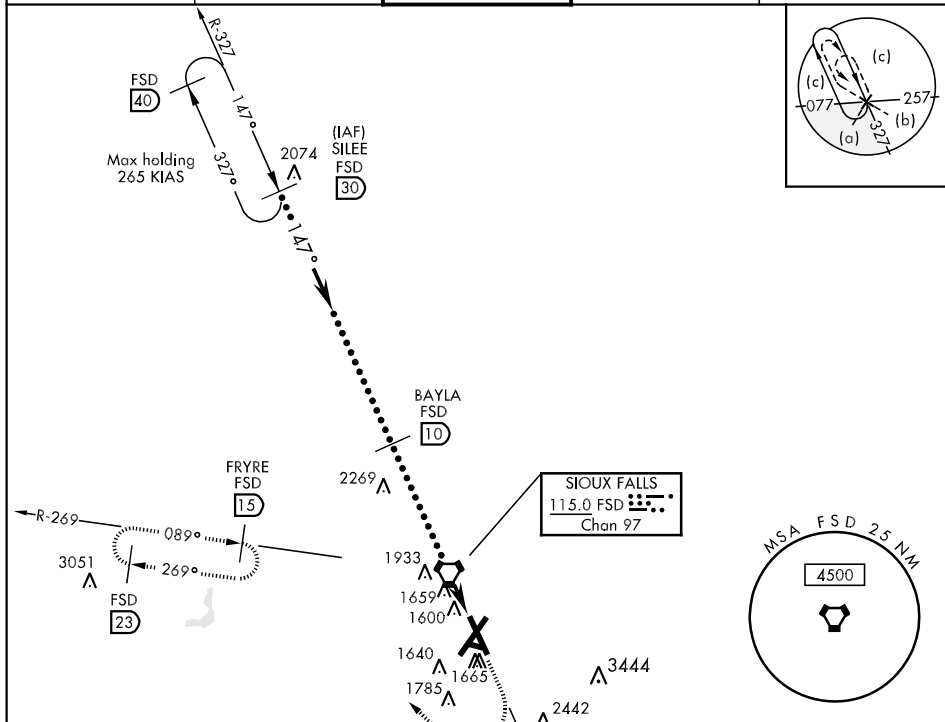 R-327
FSD
40
147°
327°
Max holding
265 KIAS
(IAF)
SILEE
FSD
30
2074
147°
(c)
(c)
077
257
(b)
(a)
327
BAYLA
FSD
10
2269
FRYRE
FSD
15
R-269
089°
269°
3051
FSD
23
SIOUX FALLS
115.0 FSD
Chan 97
1933
1659
1600
1640
1665
1785
3444
2442
MSA FSD 25 NM
4500